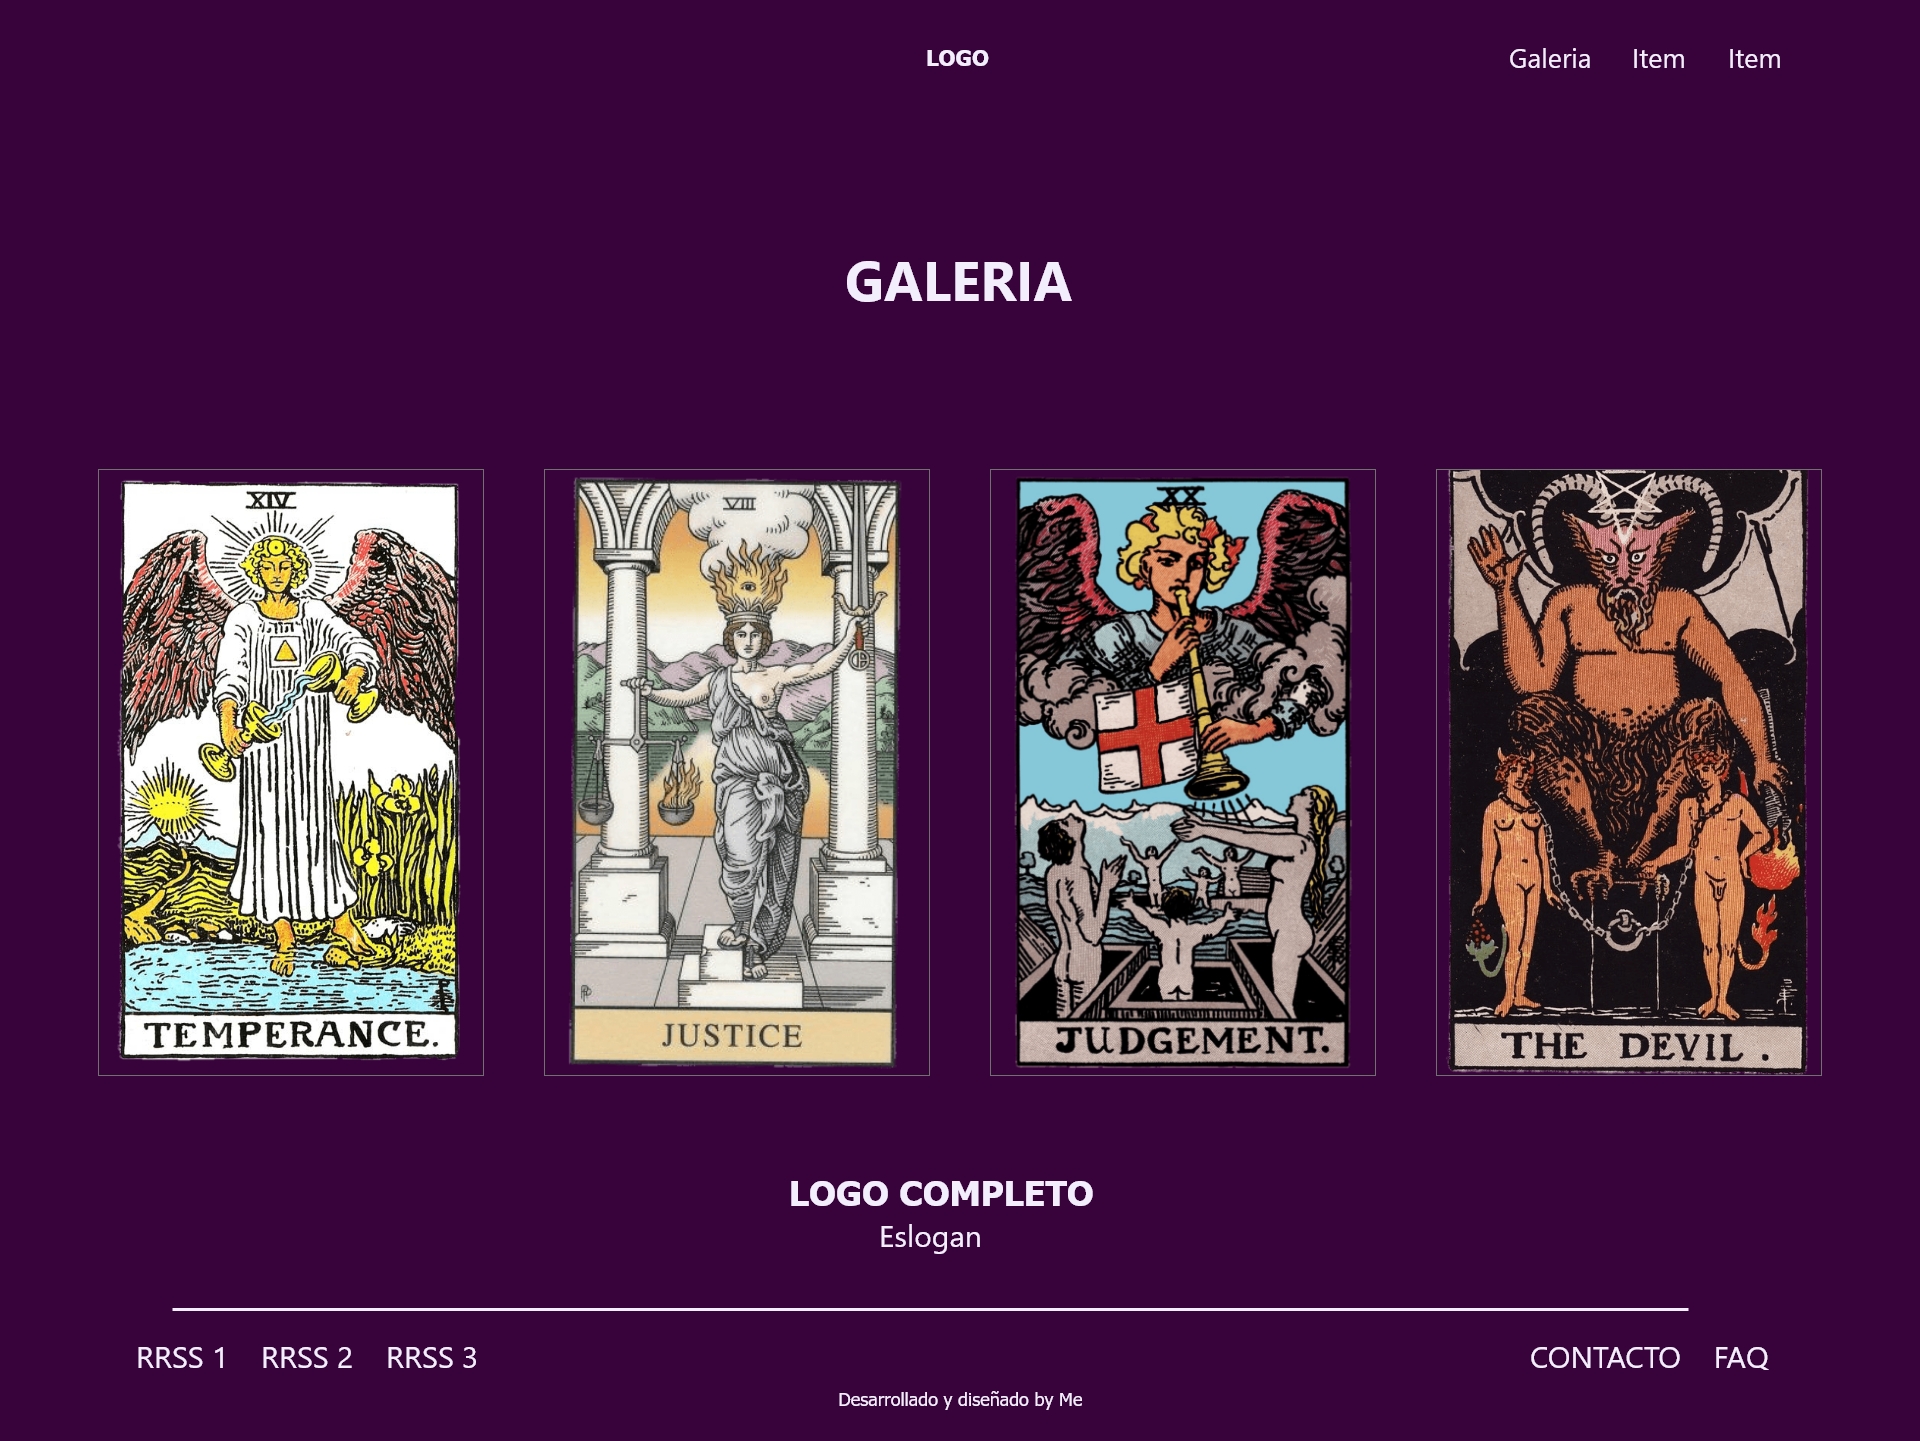 LOGO
Galeria Item Item
GALERIA
XIV
VIII
XX
TEMPERANCE.
JUSTICE
JUDGEMENT.
THE DEVIL .
LOGO COMPLETO
Eslogan
RRSS 1 RRSS 2 RRSS 3
CONTACTO FAQ
Desarrollado y diseñado by Me